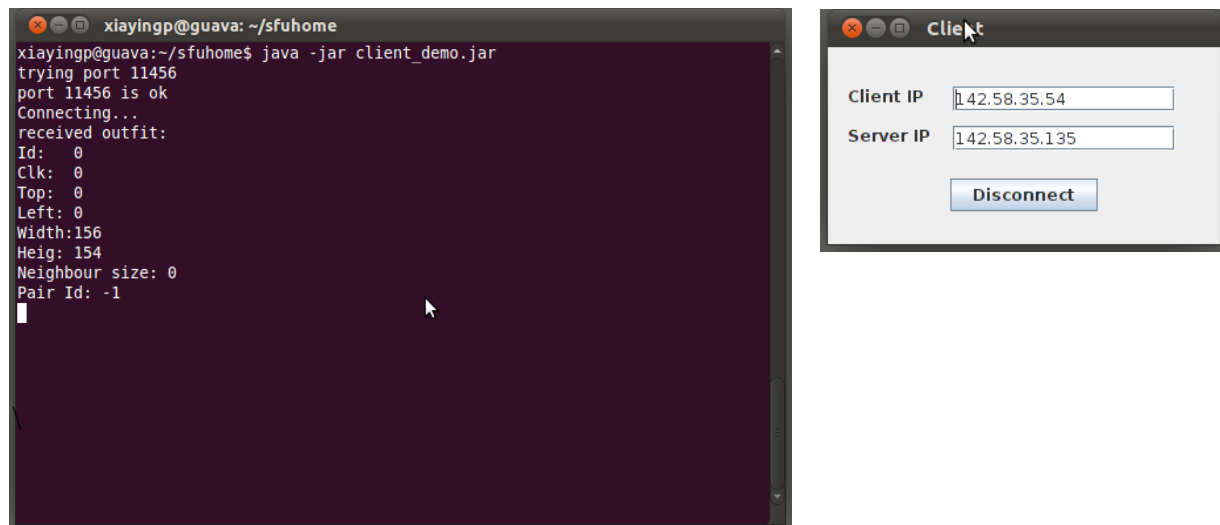 xiayingp@guava: ~/sfuhome
xiayingp@guava:~/sfuhome$ java -jar client_demo.jar
trying port 11456
port 11456 is ok
Connecting...
received outfit:
Id: 0
Clk: 0
Top: 0
Left: 0
Width:156
Heig: 154
Neighbour size: 0
Pair Id: -1
\
Client
Client IP 142.58.35.54
Server IP 142.58.35.135
Disconnect